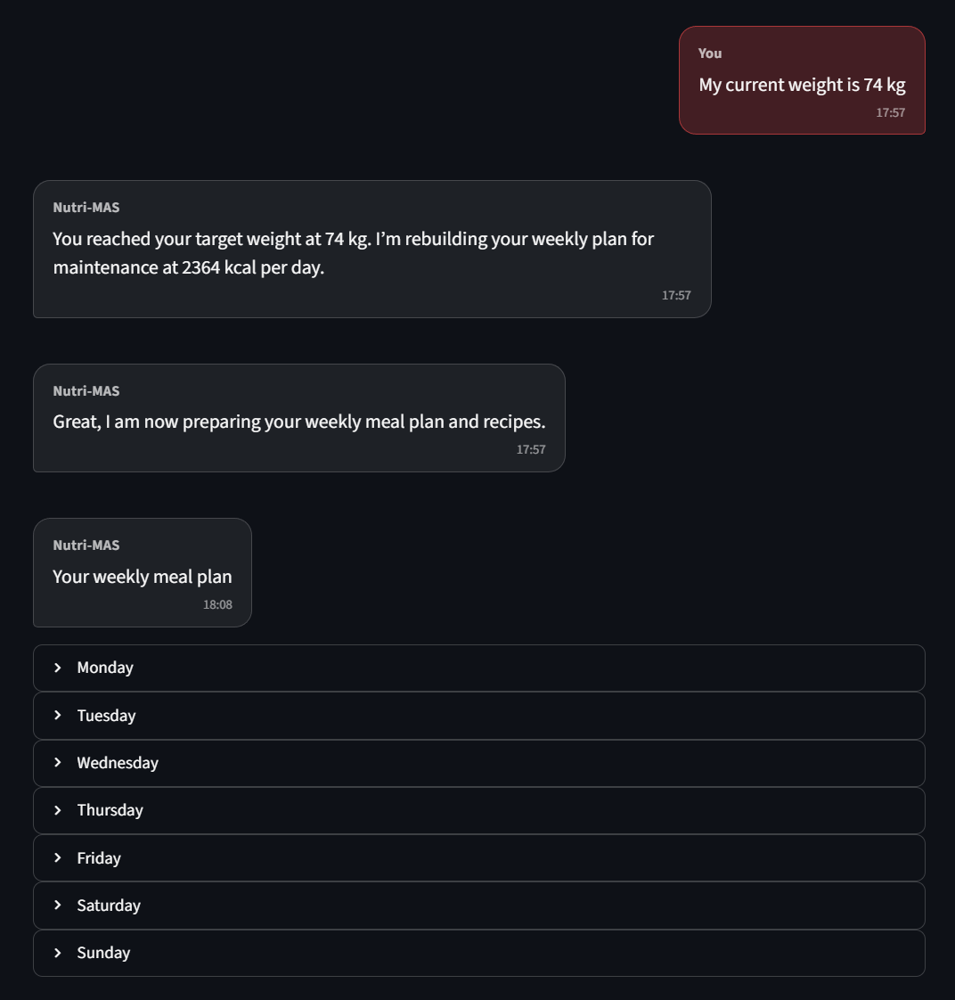 You
My current weight is 74 kg
17:57
Nutri-MAS
You reached your target weight at 74 kg. I’m rebuilding your weekly plan for
maintenance at 2364 kcal per day.
17:57
Nutri-MAS
Great, I am now preparing your weekly meal plan and recipes.
17:57
Nutri-MAS
Your weekly meal plan
18:08
Monday
Tuesday
Wednesday
Thursday
Friday
Saturday
Sunday